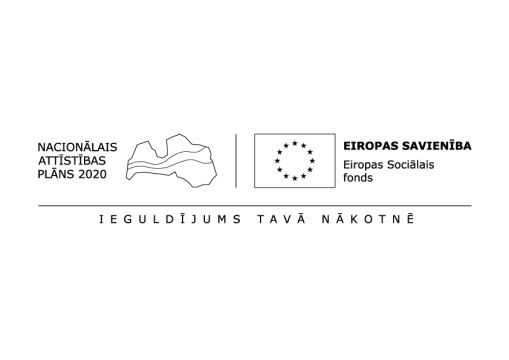 NACIONĀLAIS
ATTĪSTĪBAS
PLĀNS 2020
EIROPAS SAVIENĪBA
Eiropas Sociālais
fonds
IEGULDĪJUMS TAVĀ NĀKOTNĒ